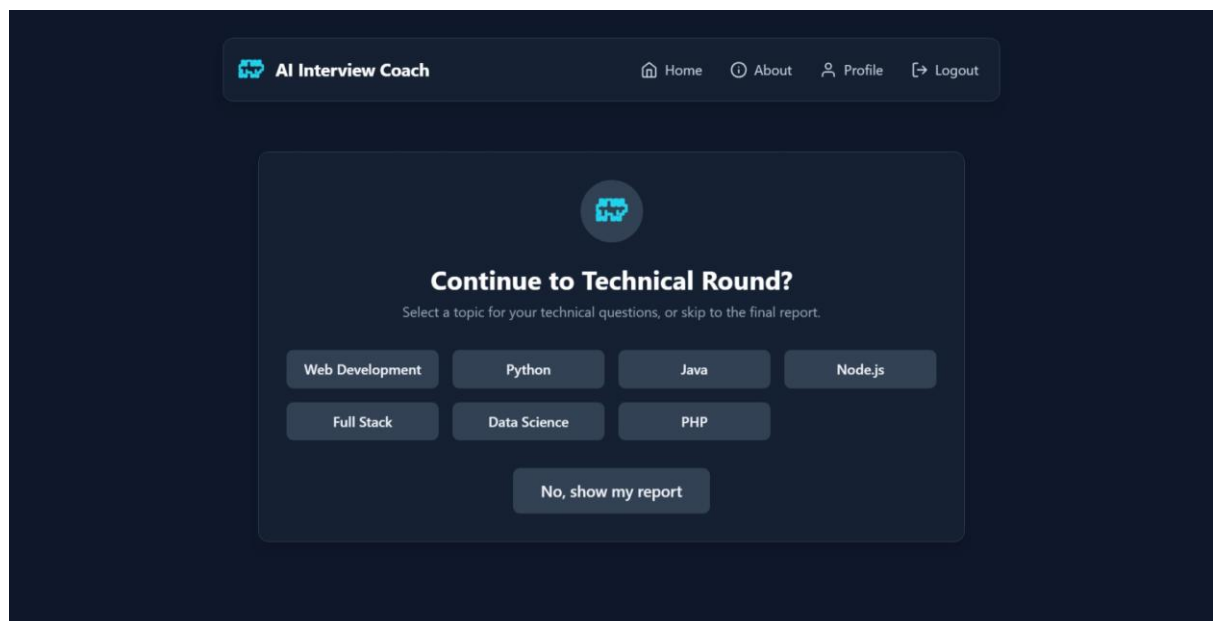 AI Interview Coach Home About Profile Logout
Continue to Technical Round?
Select a topic for your technical questions, or skip to the final report.
Web Development Python Java Node.js
Full Stack Data Science PHP
No, show my report